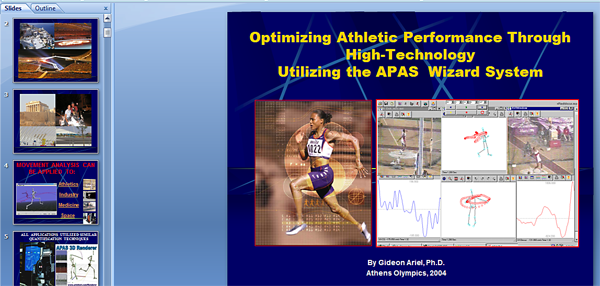 Slides
Outline
x
2
3
4
MOVEMENT ANALYSIS CAN
BE APPLIED TO:
Athletics
Industry
Medicine
Space
5
ALL APPLICATIONS UTILIZED SIMILAR
QUANTIFICATION TECHNIQUES
APAS 3D Renderer
Optimizing Athletic Performance Through
High-Technology
Utilizing the APAS Wizard System
1022
By Gideon Ariel, Ph.D.
Athens Olympics, 2004